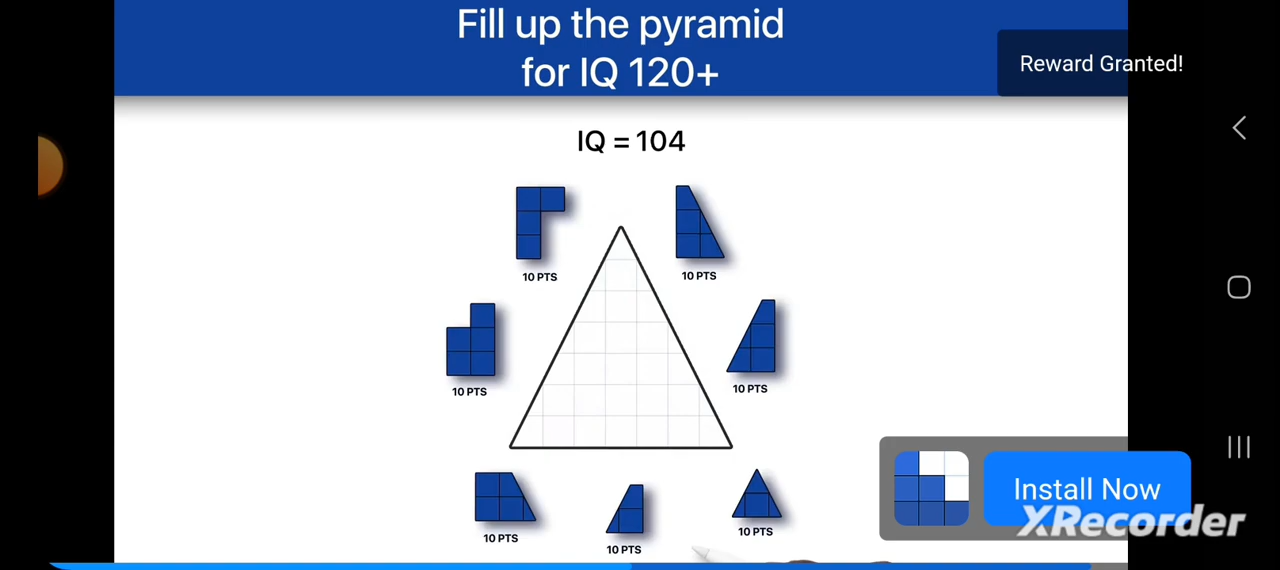 Fill up the pyramid
for IQ 120+
Reward Granted!
IQ = 104
10 PTS
10 PTS
10 PTS
10 PTS
10 PTS
10 PTS
10 PTS
Install Now
XRecorder